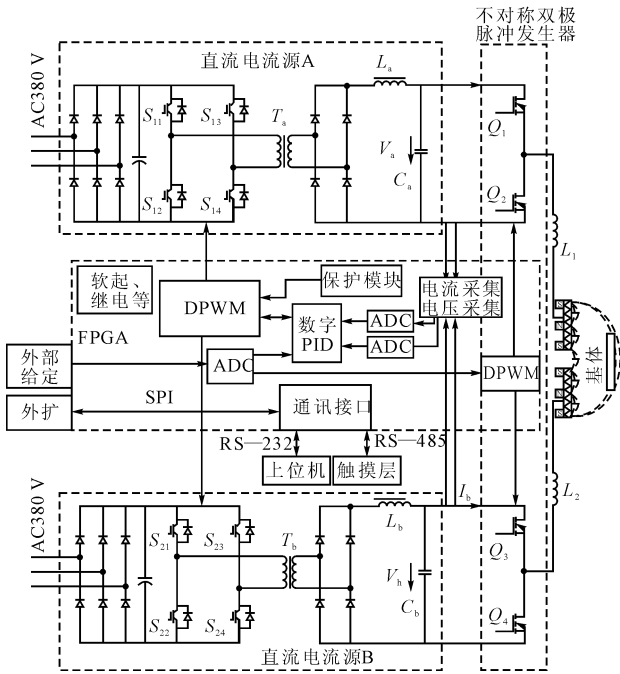 不对称双极
脉冲发生器
直流电流源A
AC380 V
S11
S13
S12
S14
Ta
La
Va
Ca
Q1
Q2
L1
软起、
继电等
FPGA
DPWM
保护模块
数字
PID
ADC
ADC
电流采集
电压采集
外部
给定
ADC
DPWM
基体
外扩
SPI
通讯接口
RS—232
RS—485
上位机
触摸层
AC380 V
S21
S23
S22
S24
Tb
Lb
Ib
Vh
Cb
Q3
Q4
L2
直流电流源B